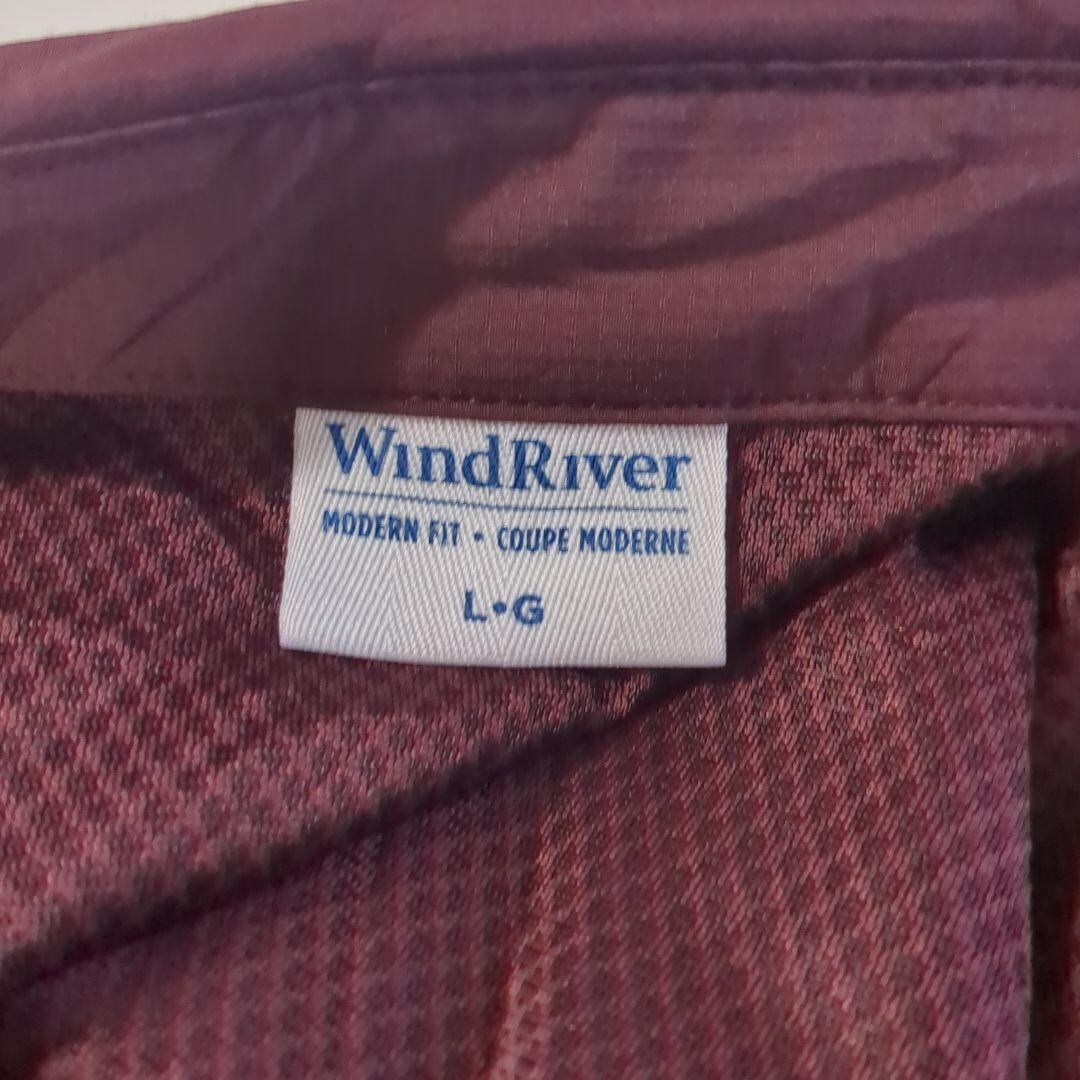 WindRiver
MODERN FIT • COUPE MODERNE
L•G